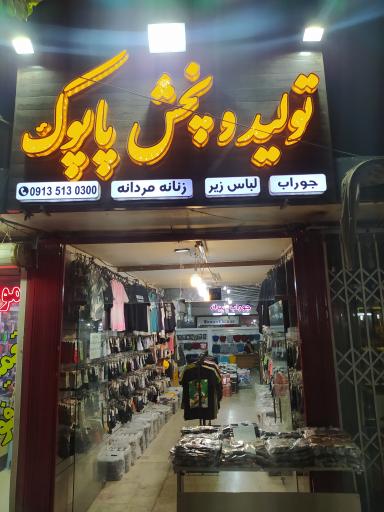 تولید و پخش پاپوک
جوراب لباس زیر زنانه مردانه 0913 513 0300